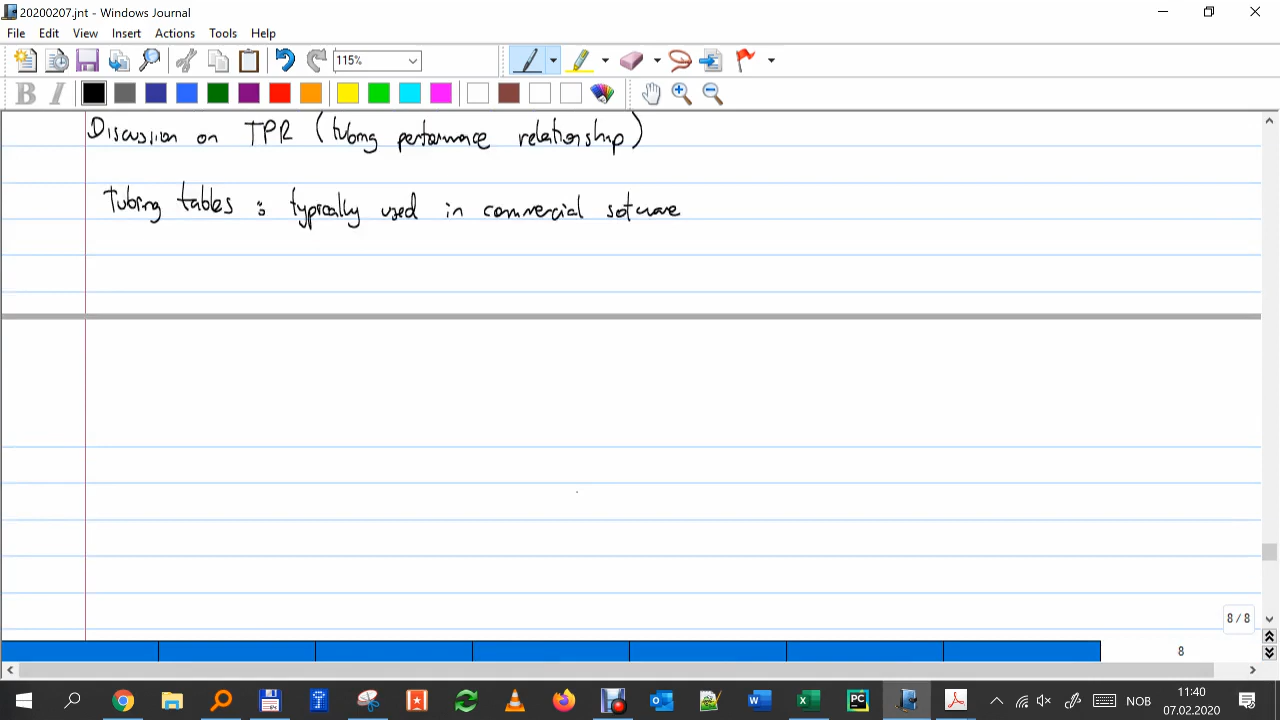 20200207.jnt - Windows Journal
File Edit View Insert Actions Tools Help
115%
B I
Discussion on TPR (tubing performance relationship)
Tubing tables : typically used in commercial sotware
8 / 8
8
NOB
11:40
07.02.2020